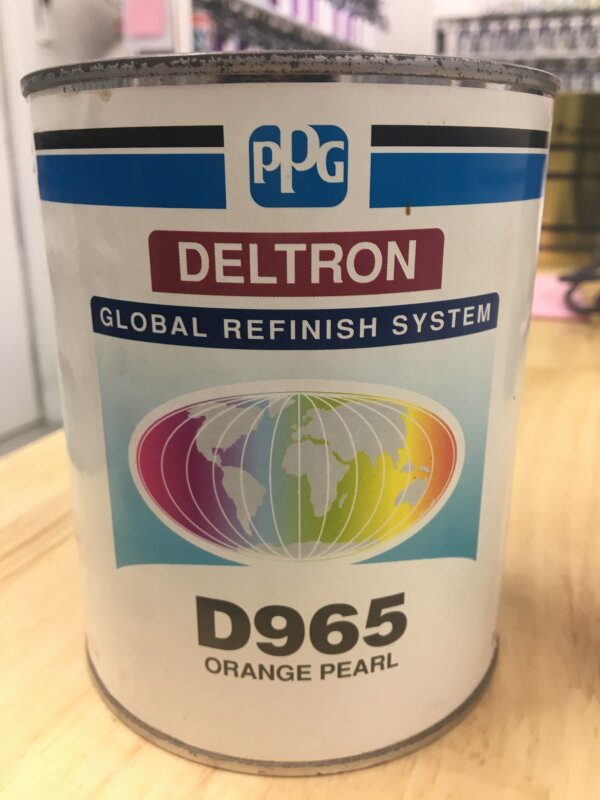 PPG
DELTRON
GLOBAL REFINISH SYSTEM
D965
ORANGE PEARL